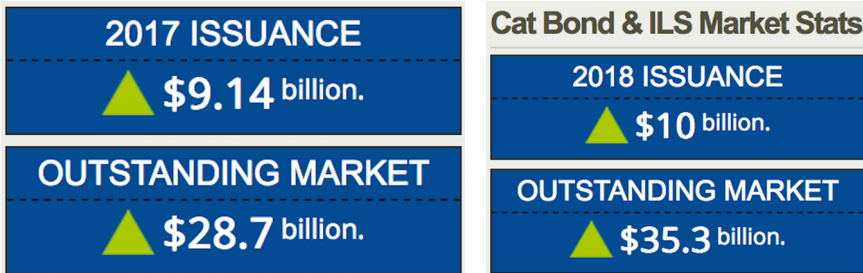 2017 ISSUANCE
$9.14 billion.
OUTSTANDING MARKET
$28.7 billion.
Cat Bond & ILS Market Stats
2018 ISSUANCE
$10 billion.
OUTSTANDING MARKET
$35.3 billion.